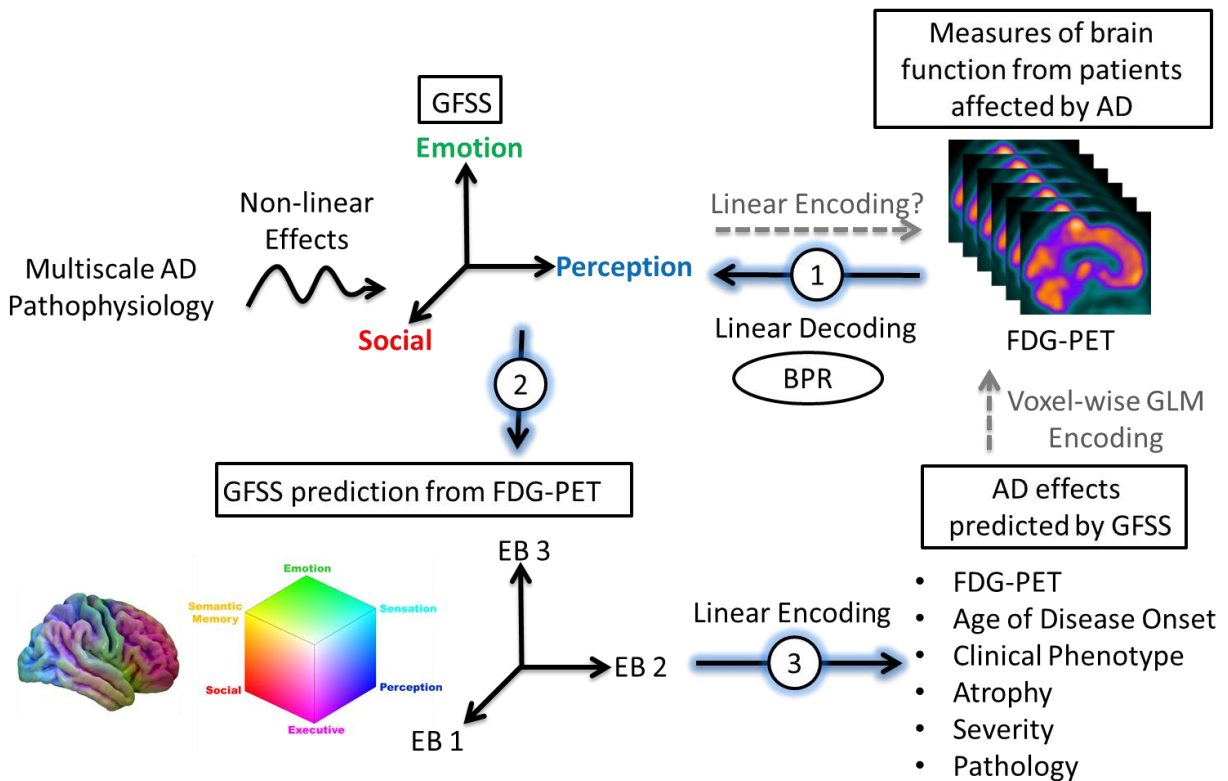 Measures of brain
function from patients
affected by AD
GFSS
Emotion
Non-linear
Effects
Linear Encoding?
Multiscale AD
Pathophysiology
Perception
1
Social
Linear Decoding
FDG-PET
BPR
2
Voxel-wise GLM
Encoding
GFSS prediction from FDG-PET
AD effects
predicted by GFSS
EB 3
Emotion
Semantic
Memory
Sensation
Social
Perception
Executive
EB 2
EB 1
Linear Encoding
3
• FDG-PET
• Age of Disease Onset
• Clinical Phenotype
• Atrophy
• Severity
• Pathology